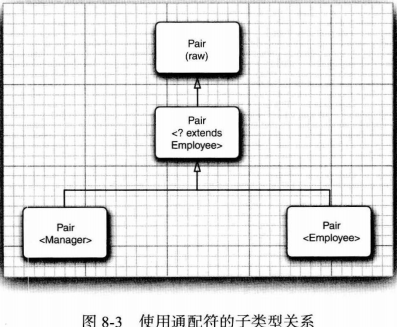 Pair
(raw)
Pair
<? extends
Employee>
Pair
<Manager>
Pair
<Employee>
图 8-3 使用通配符的子类型关系